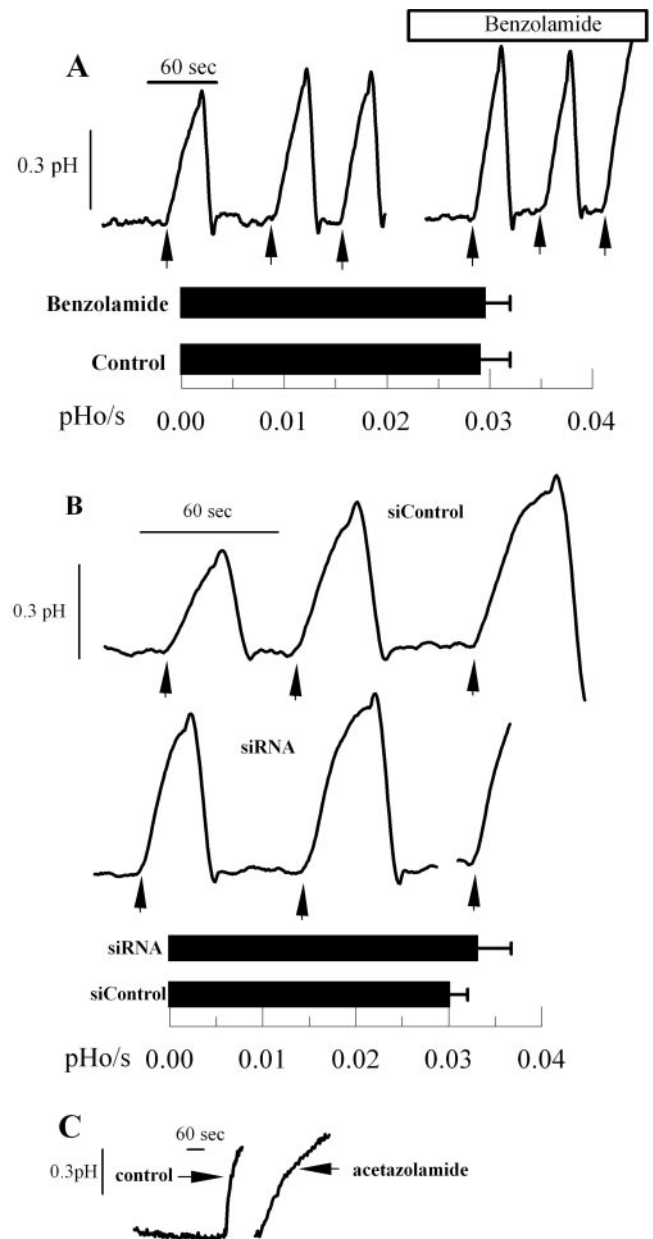 Benzolamide
A
60 sec
0.3 pH
Benzolamide
Control
pHo/s 0.00 0.01 0.02 0.03 0.04
B
60 sec
siControl
0.3 pH
siRNA
siRNA
siControl
pHo/s 0.00 0.01 0.02 0.03 0.04
C
60 sec
0.3pH
control
acetazolamide